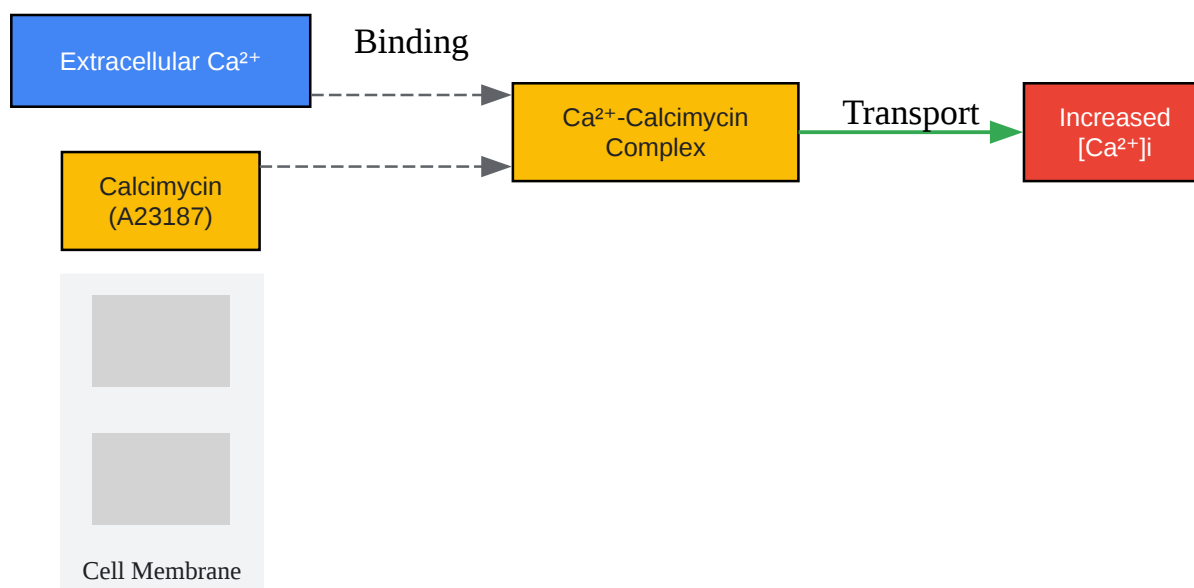 Extracellular Ca²⁺
Binding
Ca²⁺-Calcimycin
Complex
Transport
Increased
[Ca²⁺]i
Calcimycin
(A23187)
Cell Membrane